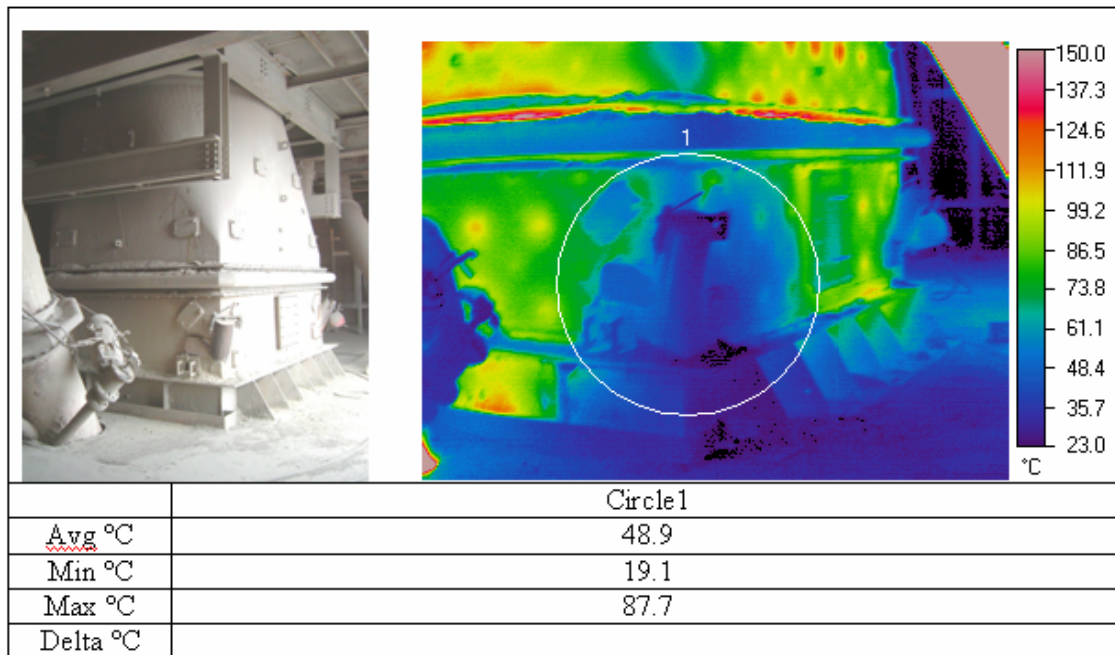 1
150.0
137.3
124.6
111.9
99.2
86.5
73.8
61.1
48.4
35.7
23.0
°C
Circle1
Avg °C 48.9
Min °C 19.1
Max °C 87.7
Delta °C